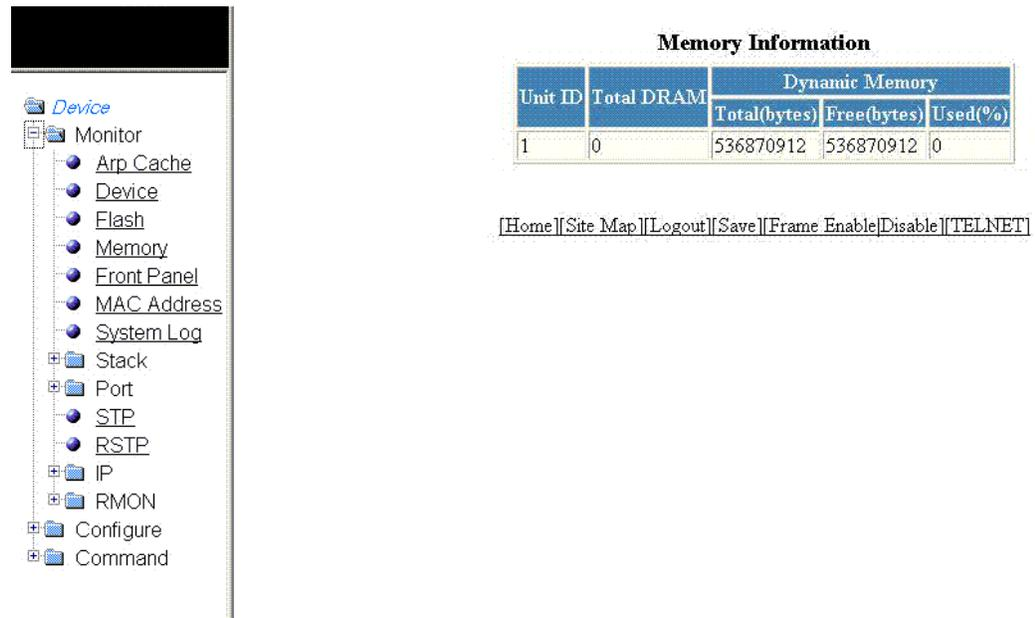 Device
Monitor
Arp Cache
Device
Flash
Memory
Front Panel
MAC Address
System Log
Stack
Port
STP
RSTP
IP
RMON
Configure
Command
Memory Information
Unit ID Total DRAM Dynamic Memory
Total(bytes) Free(bytes) Used(%)
1 0 536870912 536870912 0
[Home][Site Map][Logout][Save][Frame Enable|Disable][TELNET]